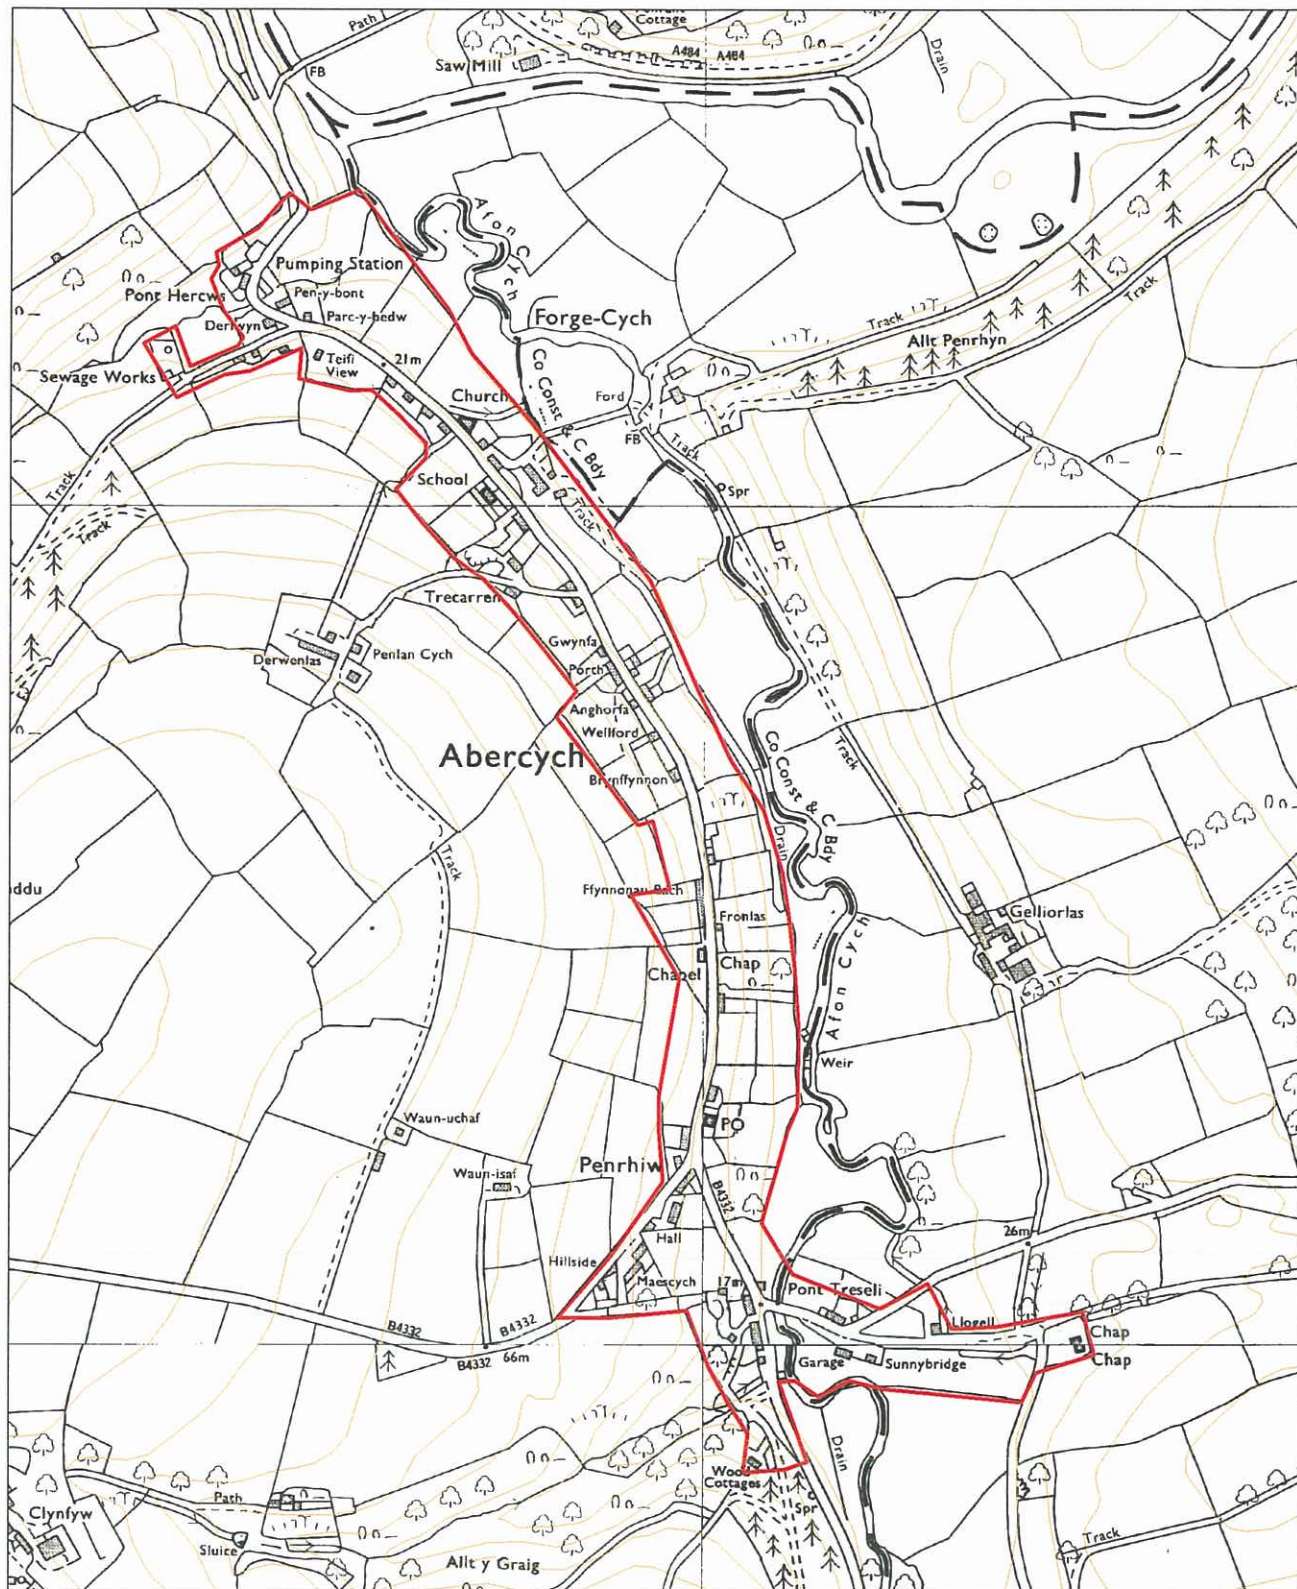 Path
Cottage
A484 A484
Saw Mill
Drain
FB
Afon Cych
Pumping Station
Pont Hercws
Pen-y-bont
Parc-y-hedw
Derlwyn
Forge-Cych
Track
Track
Allt Penrhyn
Teifi
View
21m
Sewage Works
Co Const & C Bdy
Church
Ford
FB
Track
School
Spr
Track
Track
Track
Trecarren
Gwynfa
Derwenlas
Penlan Cych
Porth
Anghorfa
Wellford
Track
Abercych
Brynffynnon
Co Const & C Bdy
Drain
Track
ddu
Ffynnonau Bach
Fronlas
Gelliorlas
Chapel
Chap
Afon Cych
Weir
Waun-uchaf
PO
Penrhiw
Waun-isaf
B4332
26m
Hall
Hillside
Maescych
17m
Pont Treseli
Llogell
B4332
B4332
B4332
66m
Garage
Sunnybridge
Chap
Chap
Drain
Wood
Cottages
Path
Spr
Clynfyw
Sluice
Allt y Graig
Track